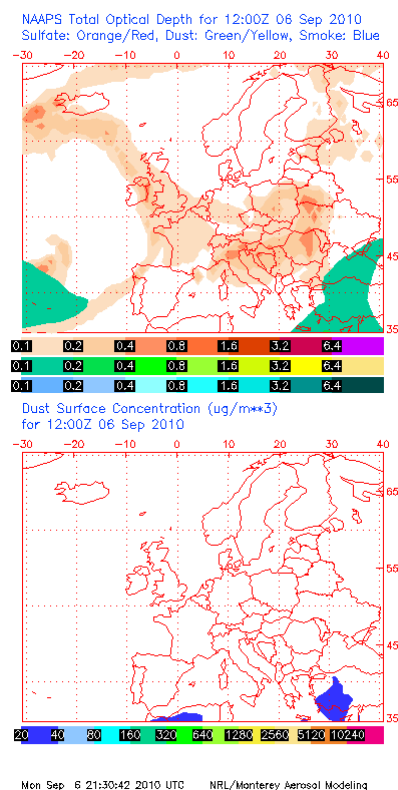 NAAPS Total Optical Depth for 12:00Z 06 Sep 2010
Sulfate: Orange/Red, Dust: Green/Yellow, Smoke: Blue
-30 -20 -10 0 10 20 30 40
65
55
45
35
0.1 0.2 0.4 0.8 1.6 3.2 6.4
0.1 0.2 0.4 0.8 1.6 3.2 6.4
0.1 0.2 0.4 0.8 1.6 3.2 6.4
Dust Surface Concentration (ug/m**3)
for 12:00Z 06 Sep 2010
-30 -20 -10 0 10 20 30 40
65
55
45
35
20 40 80 160 320 640 1280 2560 5120 10240
Mon Sep 6 21:30:42 2010 UTC NRL/Monterey Aerosol Modeling